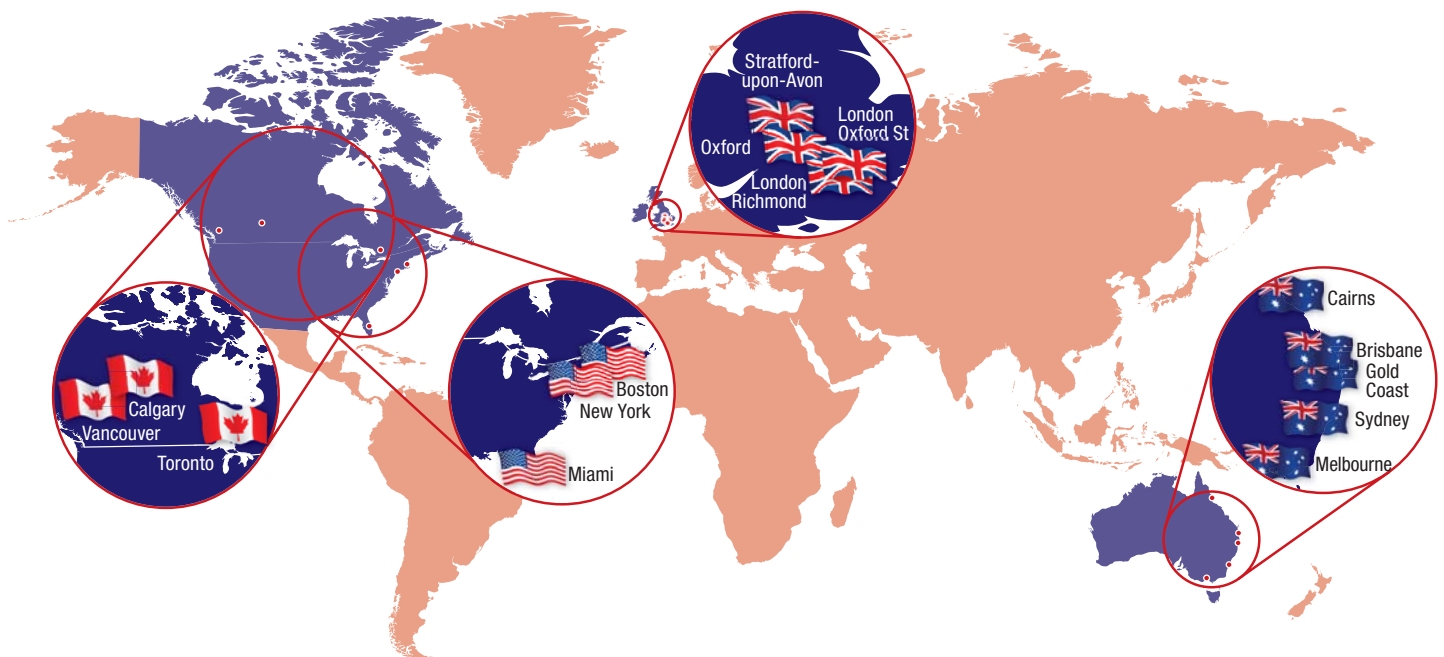 Stratford-
upon-Avon
London
Oxford St
Oxford
London
Richmond
Calgary
Vancouver
Toronto
Boston
New York
Miami
Cairns
Brisbane
Gold
Coast
Sydney
Melbourne